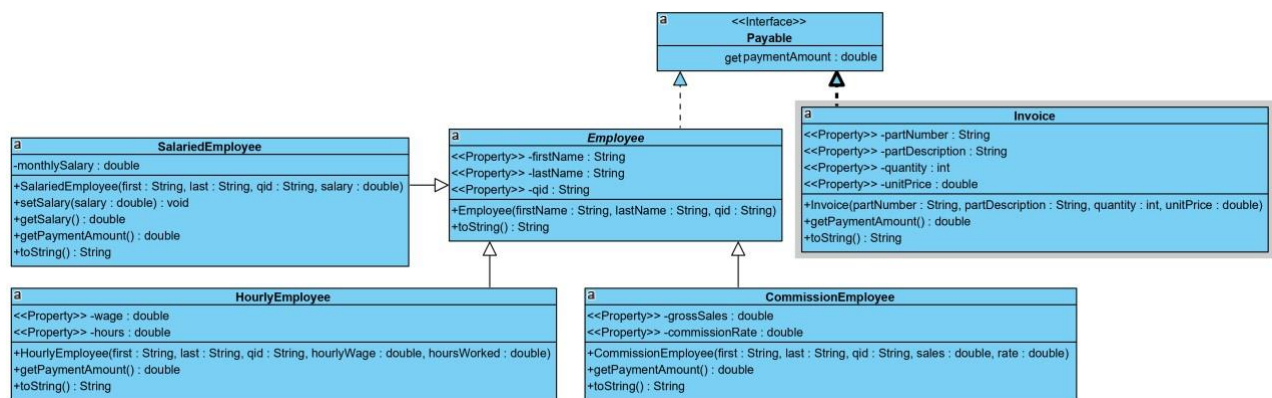 a
<<Interface>>
Payable
get paymentAmount : double
a
SalariedEmployee
-monthlySalary : double
+SalariedEmployee(first : String, last : String, qid : String, salary : double)
+setSalary(salary : double) : void
+getSalary() : double
+getPaymentAmount() : double
+toString() : String
a
Employee
<<Property>> -firstName : String
<<Property>> -lastName : String
<<Property>> -qid : String
+Employee(firstName : String, lastName : String, qid : String)
+toString() : String
a
Invoice
<<Property>> -partNumber : String
<<Property>> -partDescription : String
<<Property>> -quantity : int
<<Property>> -unitPrice : double
+Invoice(partNumber : String, partDescription : String, quantity : int, unitPrice : double)
+getPaymentAmount() : double
+toString() : String
a
HourlyEmployee
<<Property>> -wage : double
<<Property>> -hours : double
+HourlyEmployee(first : String, last : String, qid : String, hourlyWage : double, hoursWorked : double)
+getPaymentAmount() : double
+toString() : String
a
CommissionEmployee
<<Property>> -grossSales : double
<<Property>> -commissionRate : double
+CommissionEmployee(first : String, last : String, qid : String, sales : double, rate : double)
+getPaymentAmount() : double
+toString() : String